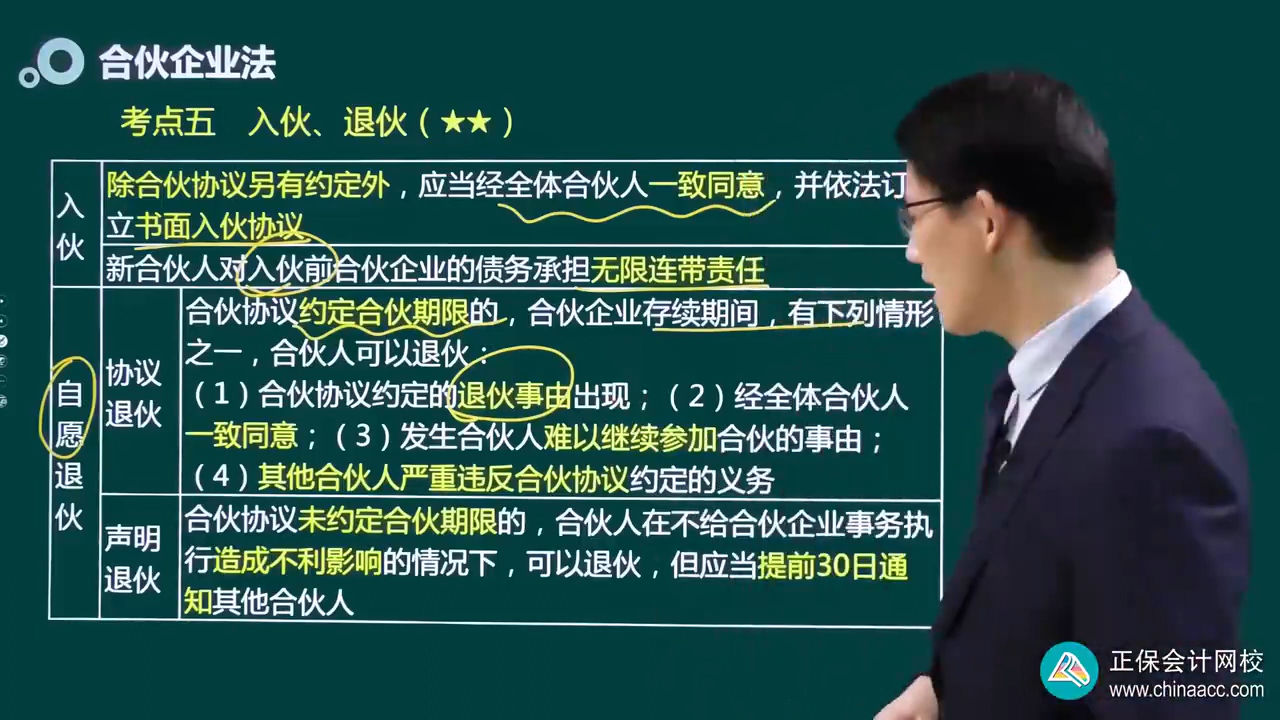 合伙企业法
考点五 入伙、退伙（★★）
入伙
除合伙协议另有约定外，应当经全体合伙人一致同意，并依法订
立书面入伙协议
新合伙人对入伙前合伙企业的债务承担无限连带责任
自愿退伙
协议
退伙
合伙协议约定合伙期限的，合伙企业存续期间，有下列情形
之一，合伙人可以退伙：
（1）合伙协议约定的退伙事由出现；（2）经全体合伙人
一致同意；（3）发生合伙人难以继续参加合伙的事由；
（4）其他合伙人严重违反合伙协议约定的义务
声明
退伙
合伙协议未约定合伙期限的，合伙人在不给合伙企业事务执
行造成不利影响的情况下，可以退伙，但应当提前30日通
知其他合伙人
正保会计网校
www.chinaacc.com